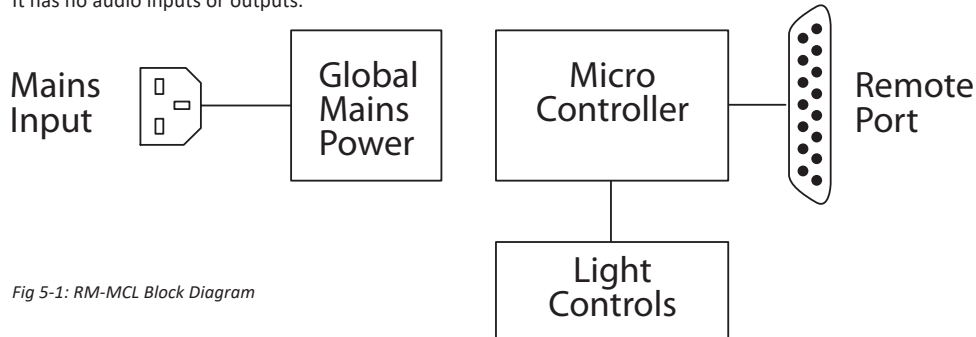 It has no audio inputs or outputs.
Mains
Input
Global
Mains
Power
Micro
Controller
Remote
Port
Light
Controls
Fig 5-1: RM-MCL Block Diagram